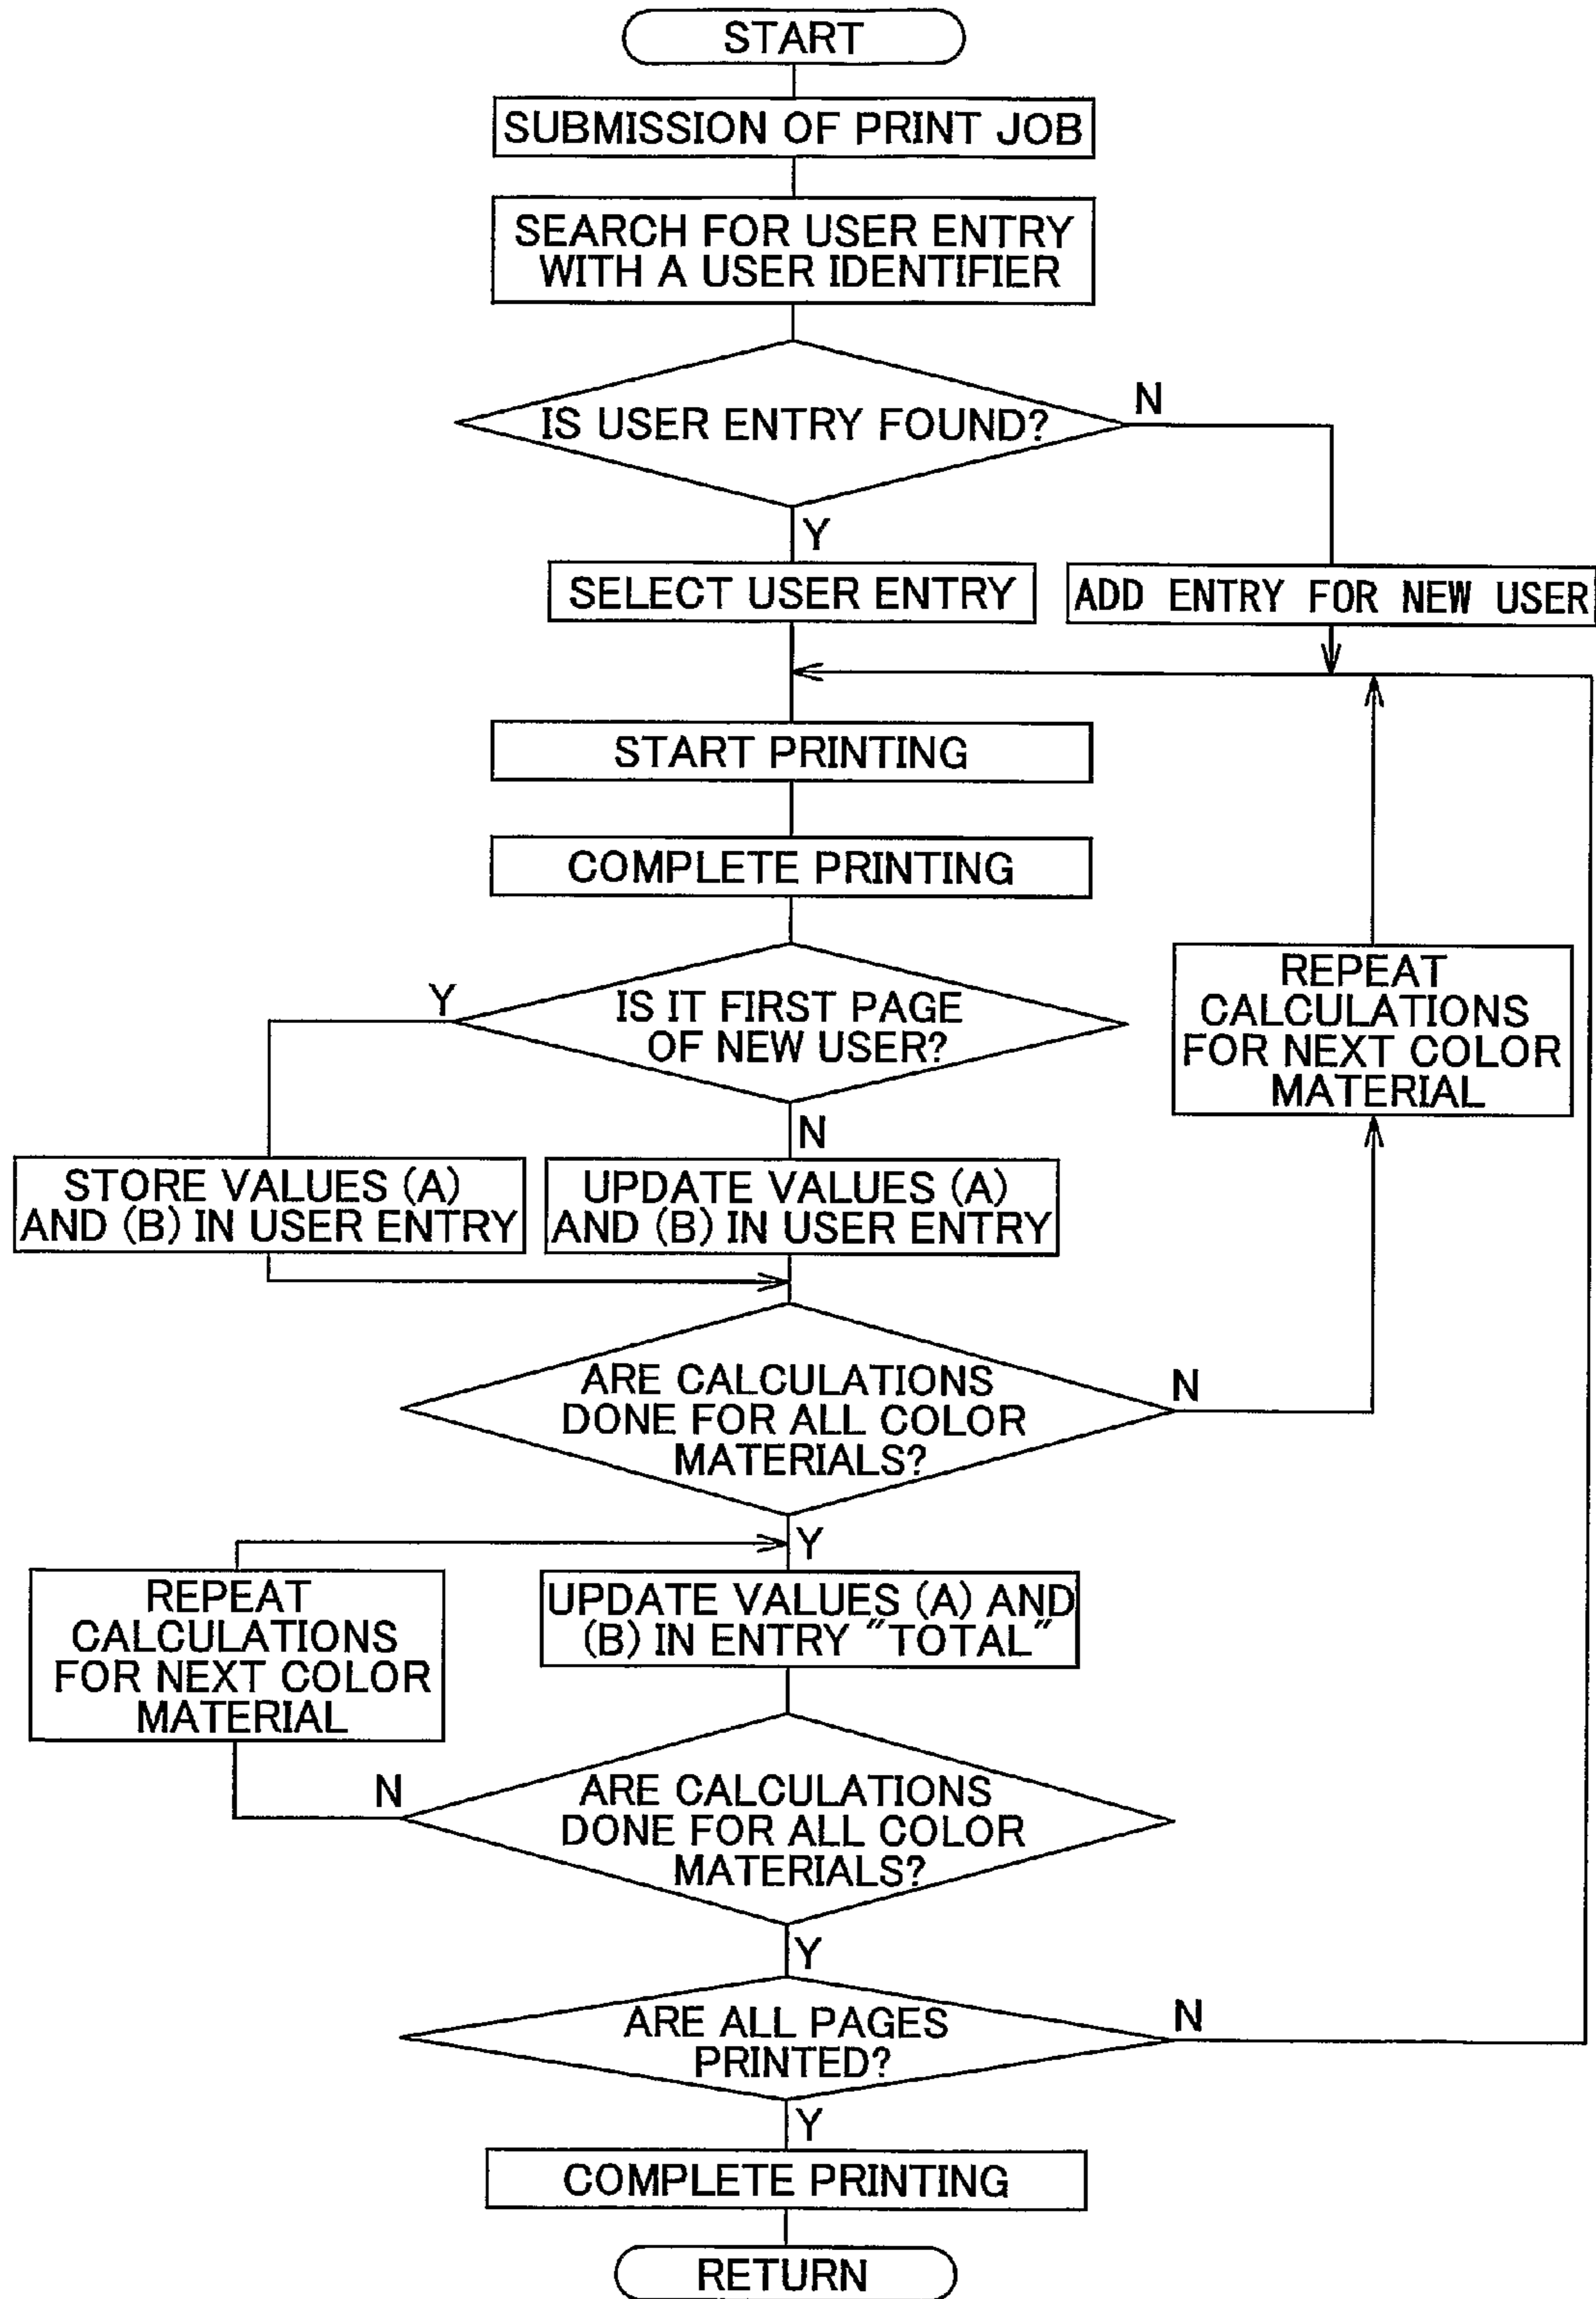 START
SUBMISSION OF PRINT JOB
SEARCH FOR USER ENTRY
WITH A USER IDENTIFIER
IS USER ENTRY FOUND?
N
Y
SELECT USER ENTRY
ADD ENTRY FOR NEW USER
START PRINTING
COMPLETE PRINTING
IS IT FIRST PAGE
OF NEW USER?
Y
N
REPEAT
CALCULATIONS
FOR NEXT COLOR
MATERIAL
STORE VALUES (A)
AND (B) IN USER ENTRY
UPDATE VALUES (A)
AND (B) IN USER ENTRY
ARE CALCULATIONS
DONE FOR ALL COLOR
MATERIALS?
N
Y
REPEAT
CALCULATIONS
FOR NEXT COLOR
MATERIAL
UPDATE VALUES (A) AND
(B) IN ENTRY "TOTAL"
ARE CALCULATIONS
DONE FOR ALL COLOR
MATERIALS?
N
Y
ARE ALL PAGES
PRINTED?
N
Y
COMPLETE PRINTING
RETURN